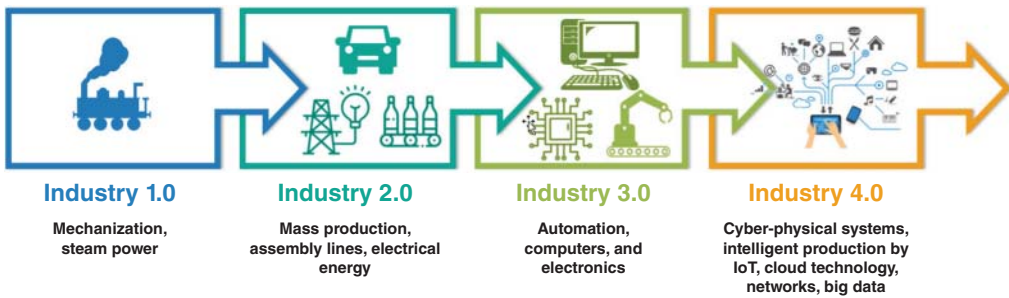 Industry 1.0
Mechanization,
steam power
Industry 2.0
Mass production,
assembly lines, electrical
energy
Industry 3.0
Automation,
computers, and
electronics
Industry 4.0
Cyber-physical systems,
intelligent production by
IoT, cloud technology,
networks, big data